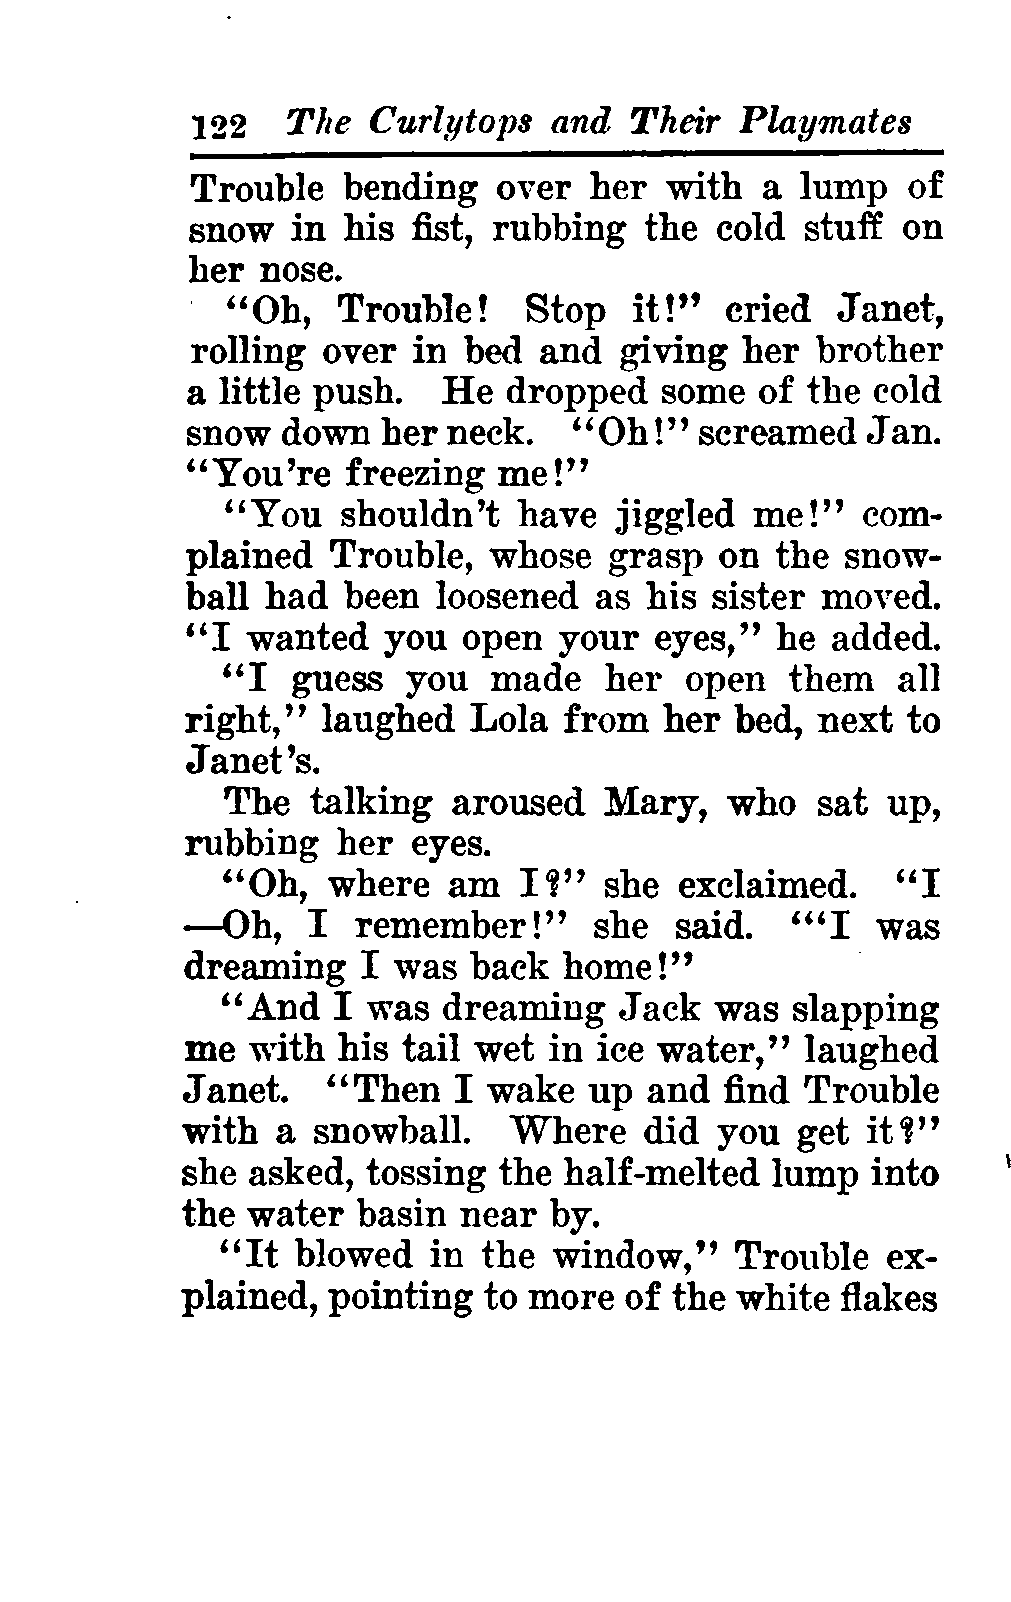 122 The Curlytops and Their Playmates
Trouble bending over her with a lump of
snow in his fist, rubbing the cold stuff on
her nose.
“Oh, Trouble! Stop it!” cried Janet,
rolling over in bed and giving her brother
a little push. He dropped some of the cold
snow down her neck. “Oh!” screamed Jan.
“You’re freezing me!”
“You shouldn’t have jiggled me!” com-
plained Trouble, whose grasp on the snow-
ball had been loosened as his sister moved.
“I wanted you open your eyes,” he added.
“I guess you made her open them all
right,” laughed Lola from her bed, next to
Janet’s.
The talking aroused Mary, who sat up,
rubbing her eyes.
“Oh, where am I?” she exclaimed. “I
—Oh, I remember!” she said. “‘I was
dreaming I was back home!”
“And I was dreaming Jack was slapping
me with his tail wet in ice water,” laughed
Janet. “Then I wake up and find Trouble
with a snowball. Where did you get it?”
she asked, tossing the half-melted lump into
the water basin near by.
“It blowed in the window,” Trouble ex-
plained, pointing to more of the white flakes